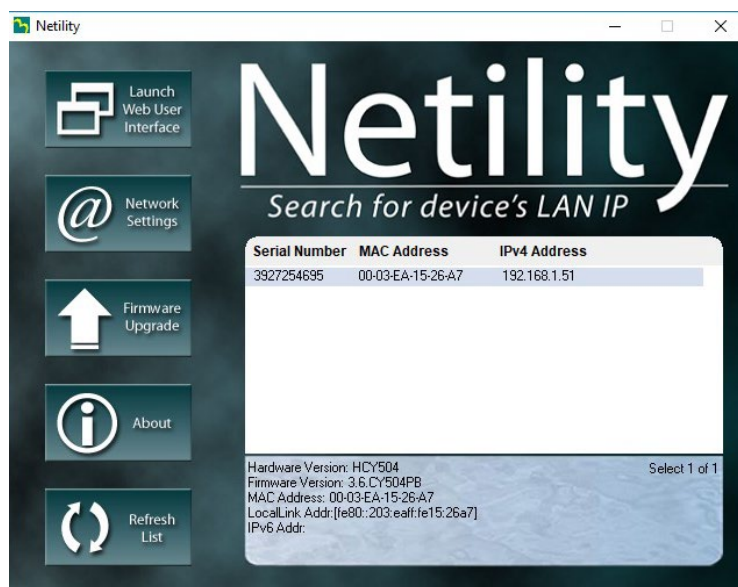 Netility
Launch
Web User
Interface
Network
Settings
Firmware
Upgrade
About
Refresh
List
Netility
Search for device's LAN IP
Serial Number MAC Address IPv4 Address
3927254695 00-03-EA-15-26-A7 192.168.1.51
Hardware Version: HCY504 Select 1 of 1
Firmware Version: 3.6.CY504PB
MAC Address: 00-03-EA-15-26-A7
LocalLink Addr:[fe80::203:eaff:fe15:26a7]
IPv6 Addr: